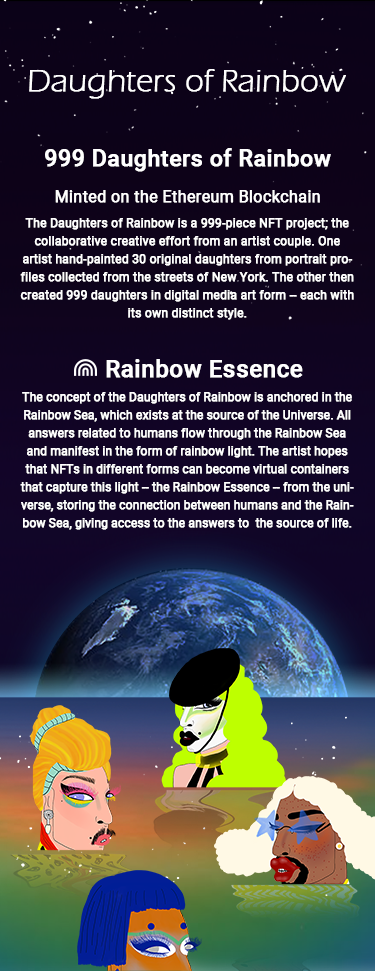 Daughters of Rainbow
999 Daughters of Rainbow
Minted on the Ethereum Blockchain
The Daughters of Rainbow is a 999-piece NFT project; the
collaborative creative effort from an artist couple. One
artist hand-painted 30 original daughters from portrait pro-
files collected from the streets of New York. The other then
created 999 daughters in digital media art form – each with
its own distinct style.
Rainbow Essence
The concept of the Daughters of Rainbow is anchored in the
Rainbow Sea, which exists at the source of the Universe. All
answers related to humans flow through the Rainbow Sea
and manifest in the form of rainbow light. The artist hopes
that NFTs in different forms can become virtual containers
that capture this light – the Rainbow Essence – from the uni-
verse, storing the connection between humans and the Rain-
bow Sea, giving access to the answers to the source of life.